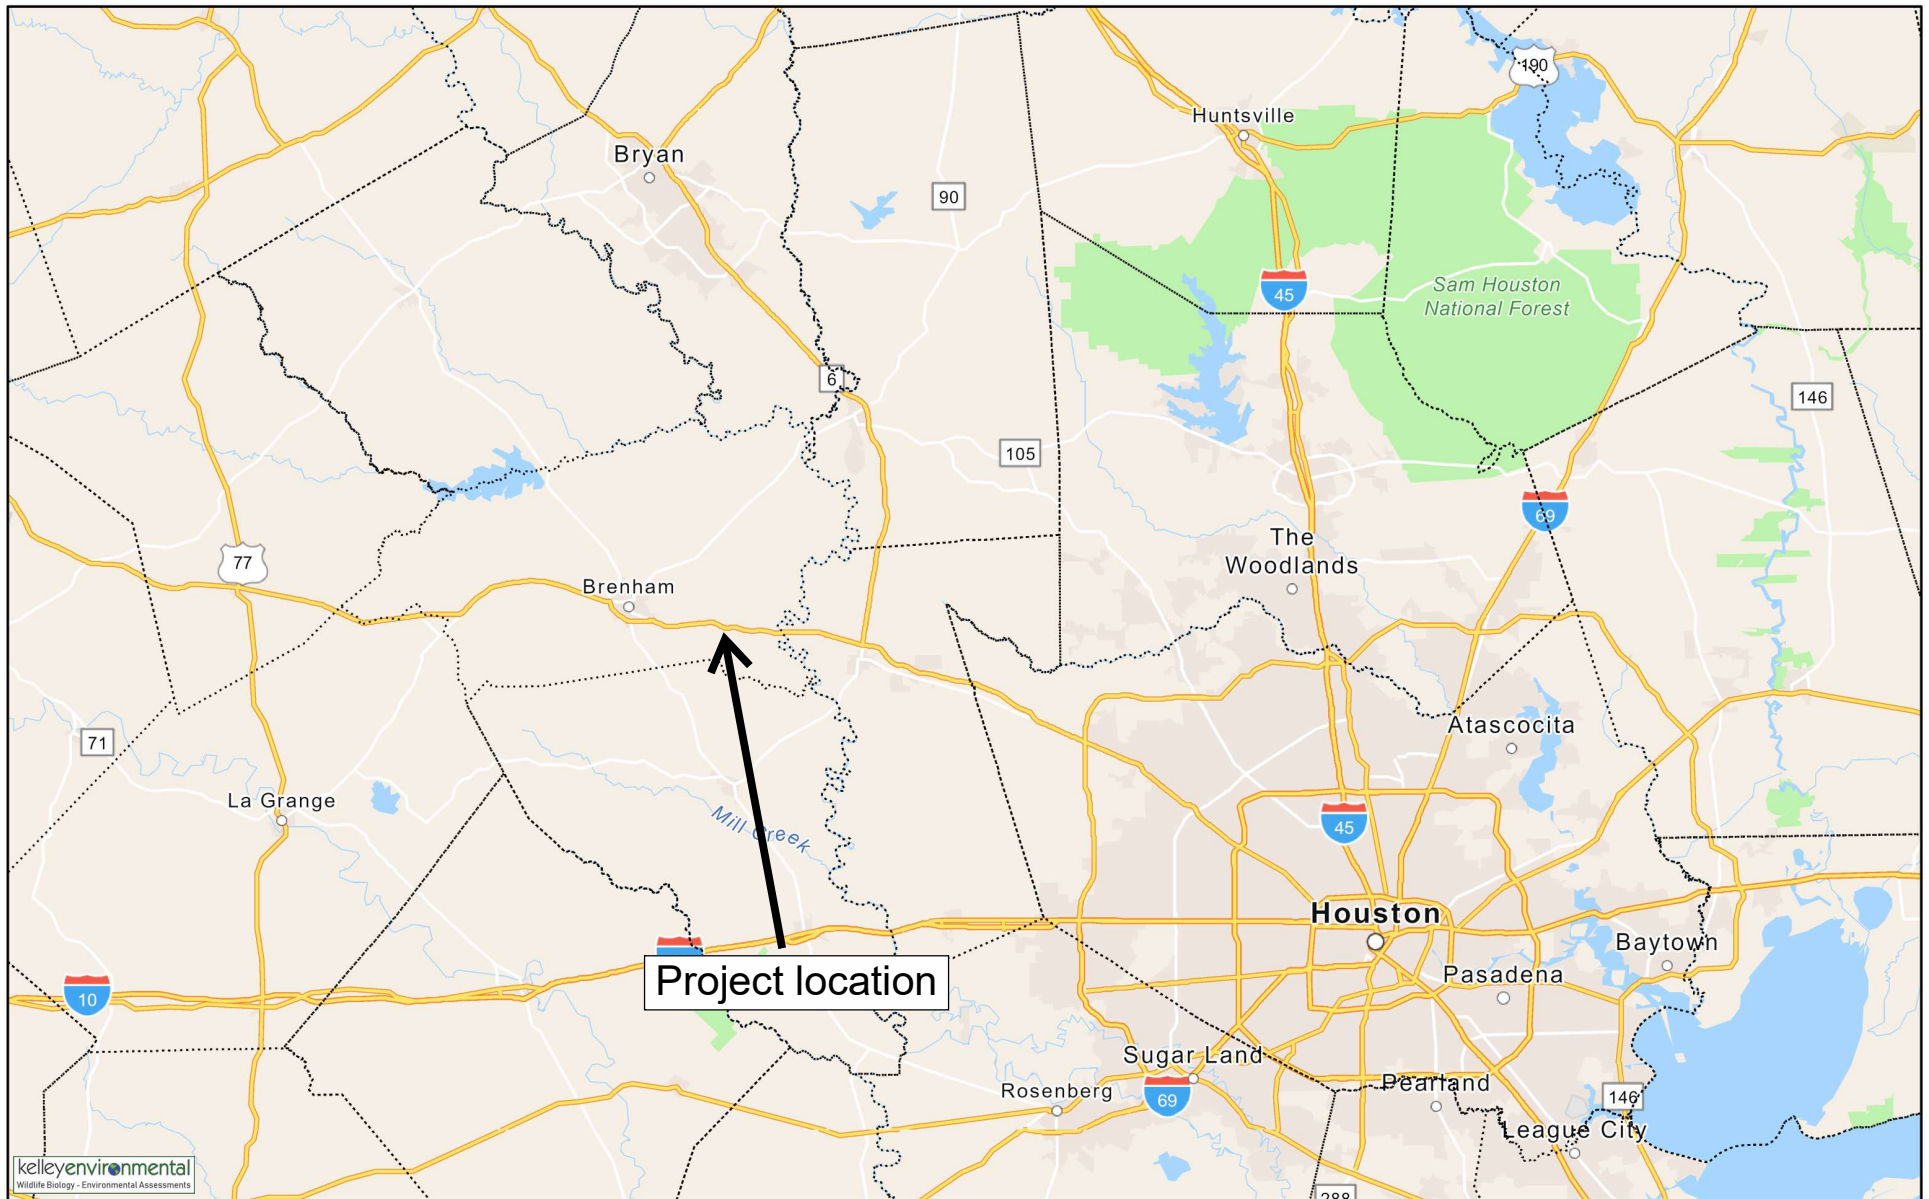 190
Huntsville
Bryan
90
Sam Houston
National Forest
45
6
146
105
69
The
Woodlands
77
Brenham
Atascocita
71
La Grange
Mill Creek
45
Houston
Baytown
Project location
Pasadena
10
Sugar Land
Rosenberg
69
Pearland
146
League City
kelleyenvironmental
Wildlife Biology - Environmental Assessments
288